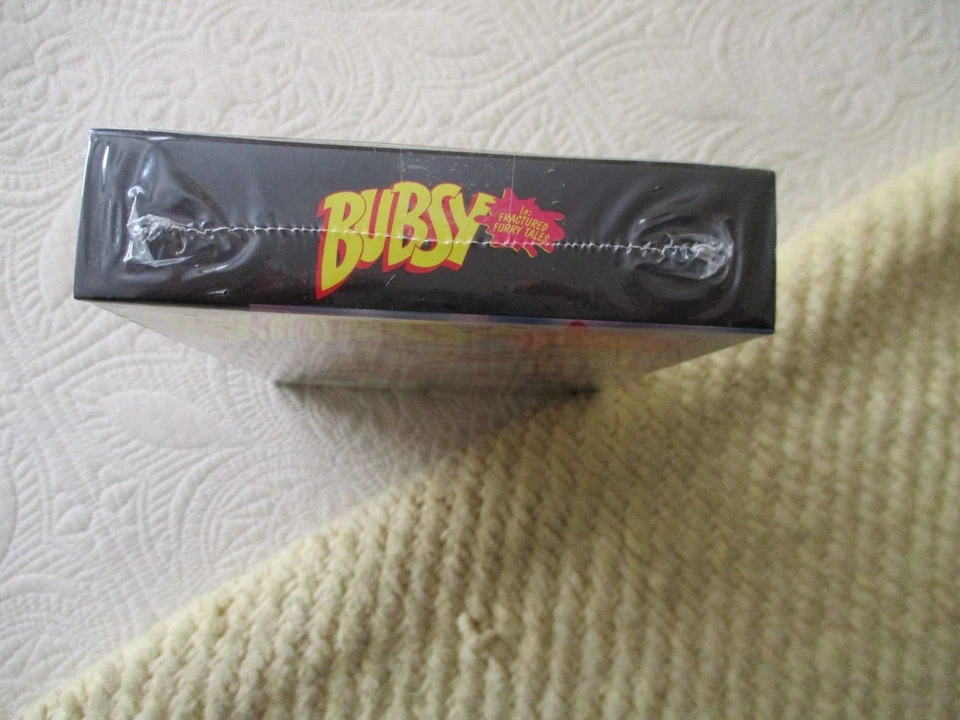 BUBSY
in:
FRACTURED
FURRY TALES